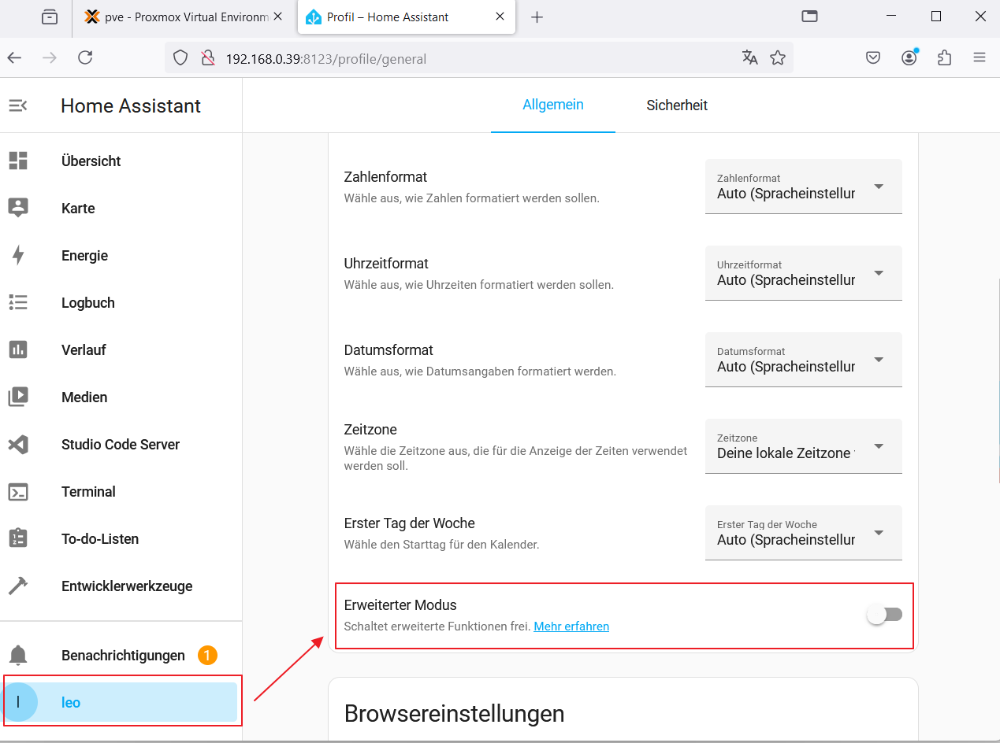 pve - Proxmox Virtual Environm
Profil – Home Assistant
192.168.0.39:8123/profile/general
Home Assistant
Allgemein
Sicherheit
Übersicht
Karte
Energie
Logbuch
Verlauf
Medien
Studio Code Server
Terminal
To-do-Listen
Entwicklerwerkzeuge
Benachrichtigungen 1
l leo
Zahlenformat
Wähle aus, wie Zahlen formatiert werden sollen.
Zahlenformat
Auto (Spracheinstellur
Uhrzeitformat
Wähle aus, wie Uhrzeiten formatiert werden sollen.
Uhrzeitformat
Auto (Spracheinstellur
Datumsformat
Wähle aus, wie Datumsangaben formatiert werden.
Datumsformat
Auto (Spracheinstellur
Zeitzone
Wähle die Zeitzone aus, die für die Anzeige der Zeiten verwendet
werden soll.
Zeitzone
Deine lokale Zeitzone
Erster Tag der Woche
Wähle den Starttag für den Kalender.
Erster Tag der Woche
Auto (Spracheinstellur
Erweiterter Modus
Schaltet erweiterte Funktionen frei. Mehr erfahren
Browsereinstellungen